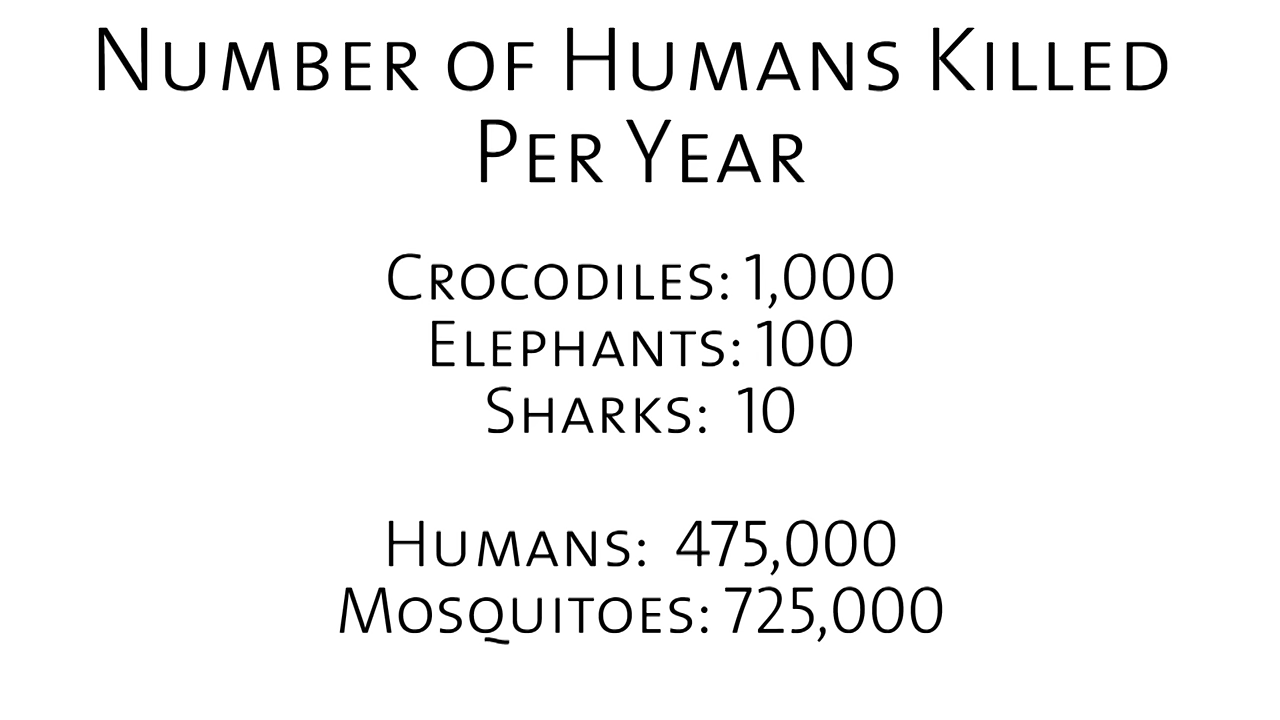 Number of Humans Killed
Per Year
Crocodiles: 1,000
Elephants: 100
Sharks: 10
Humans: 475,000
Mosquitoes: 725,000